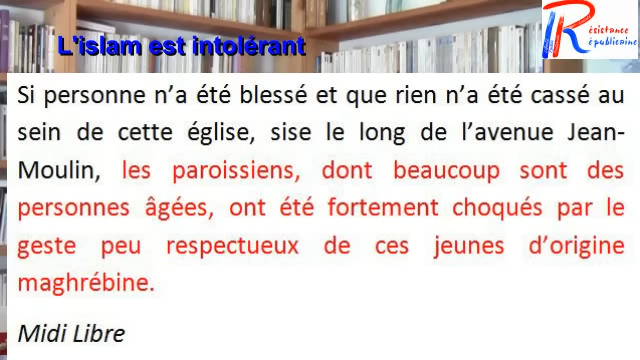 L'islam est intolérant
Résistance
Républicaine
Si personne n'a été blessé et que rien n'a été cassé au
sein de cette église, sise le long de l'avenue Jean-
Moulin, les paroissiens, dont beaucoup sont des
personnes âgées, ont été fortement choqués par le
geste peu respectueux de ces jeunes d'origine
maghrébine.
Midi Libre